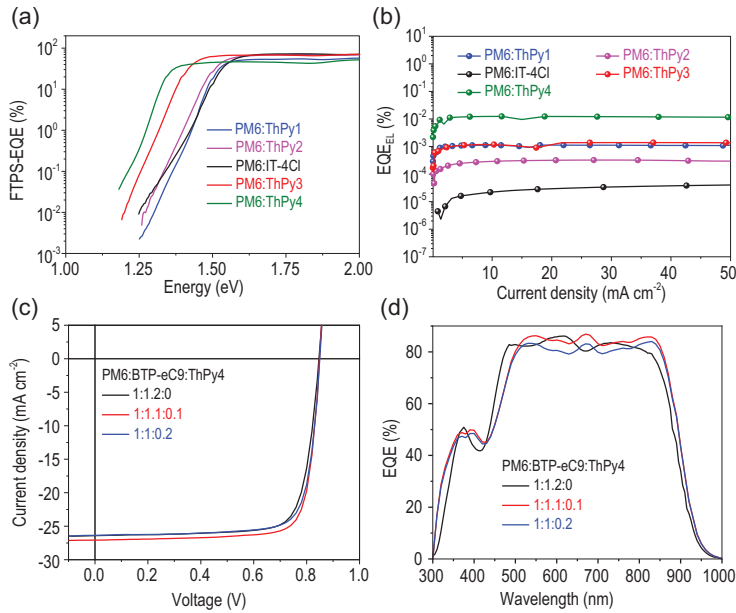 (a)
FTPS-EQE (%)
10²
10¹
10⁰
10⁻¹
10⁻²
10⁻³
PM6:ThPy1
PM6:ThPy2
PM6:IT-4Cl
PM6:ThPy3
PM6:ThPy4
1.00 1.25 1.50 1.75 2.00
Energy (eV)
(b)
EQE_EL (%)
10⁰
10⁻¹
10⁻²
10⁻³
10⁻⁴
10⁻⁵
10⁻⁶
10⁻⁷
PM6:ThPy1 PM6:ThPy2
PM6:IT-4Cl PM6:ThPy3
PM6:ThPy4
10 20 30 40 50
Current density (mA cm⁻²)
(c)
Current density (mA cm⁻²)
5
0
-5
-10
-15
-20
-25
-30
PM6:BTP-eC9:ThPy4
1:1.2:0
1:1.1:0.1
1:1:0.2
0.0 0.2 0.4 0.6 0.8 1.0
Voltage (V)
(d)
EQE (%)
80
60
40
20
0
PM6:BTP-eC9:ThPy4
1:1.2:0
1:1.1:0.1
1:1:0.2
300 400 500 600 700 800 900 1000
Wavelength (nm)